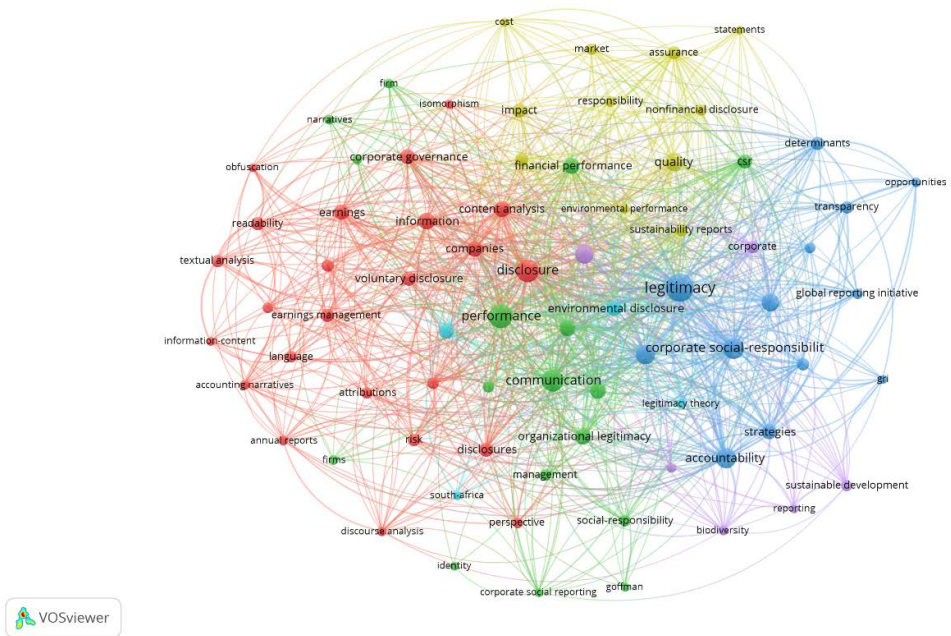 cost
statements
market
assurance
firm
isomorphism
responsibility
impact
nonfinancial disclosure
narratives
determinants
corporate governance
financial performance
quality
csr
obfuscation
opportunities
earnings
content analysis
environmental performance
transparency
readability
information
sustainability reports
companies
corporate
textual analysis
disclosure
voluntary disclosure
legitimacy
global reporting initiative
environmental disclosure
earnings management
performance
information-content
language
corporate social-responsibilit
accounting narratives
attributions
communication
gri
legitimacy theory
annual reports
risk
organizational legitimacy
strategies
firms
disclosures
accountability
management
sustainable development
south-africa
reporting
discourse analysis
perspective
social-responsibility
biodiversity
identity
goffman
corporate social reporting
VOSviewer